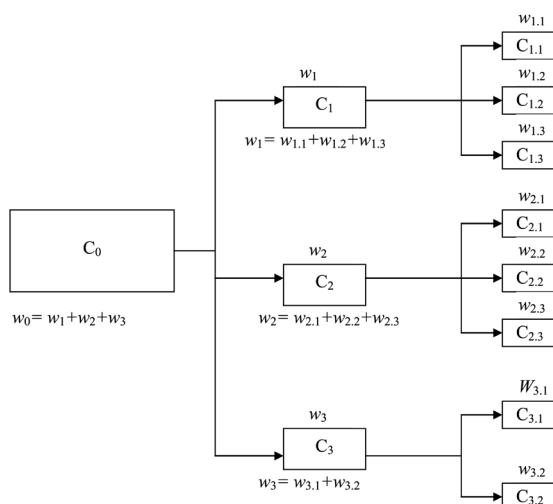 w1.1
C1.1
w1.2
w1
C1
C1.2
w1.3
w1= w1.1+w1.2+w1.3
C1.3
w2.1
C2.1
C0
w2
w2.2
C2
C2.2
w0= w1+w2+w3
w2= w2.1+w2.2+w2.3
w2.3
C2.3
W3.1
w3
C3.1
C3
w3= w3.1+w3.2
w3.2
C3.2